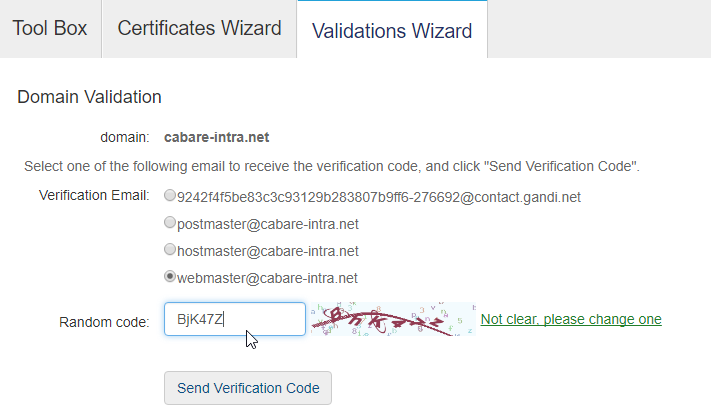 Tool Box
Certificates Wizard
Validations Wizard
Domain Validation
domain: cabare-intra.net
Select one of the following email to receive the verification code, and click "Send Verification Code".
Verification Email: 9242f4f5be83c3c93129b283807b9ff6-276692@contact.gandi.net
postmaster@cabare-intra.net
hostmaster@cabare-intra.net
webmaster@cabare-intra.net
Random code: BjK47Z Not clear, please change one
Send Verification Code